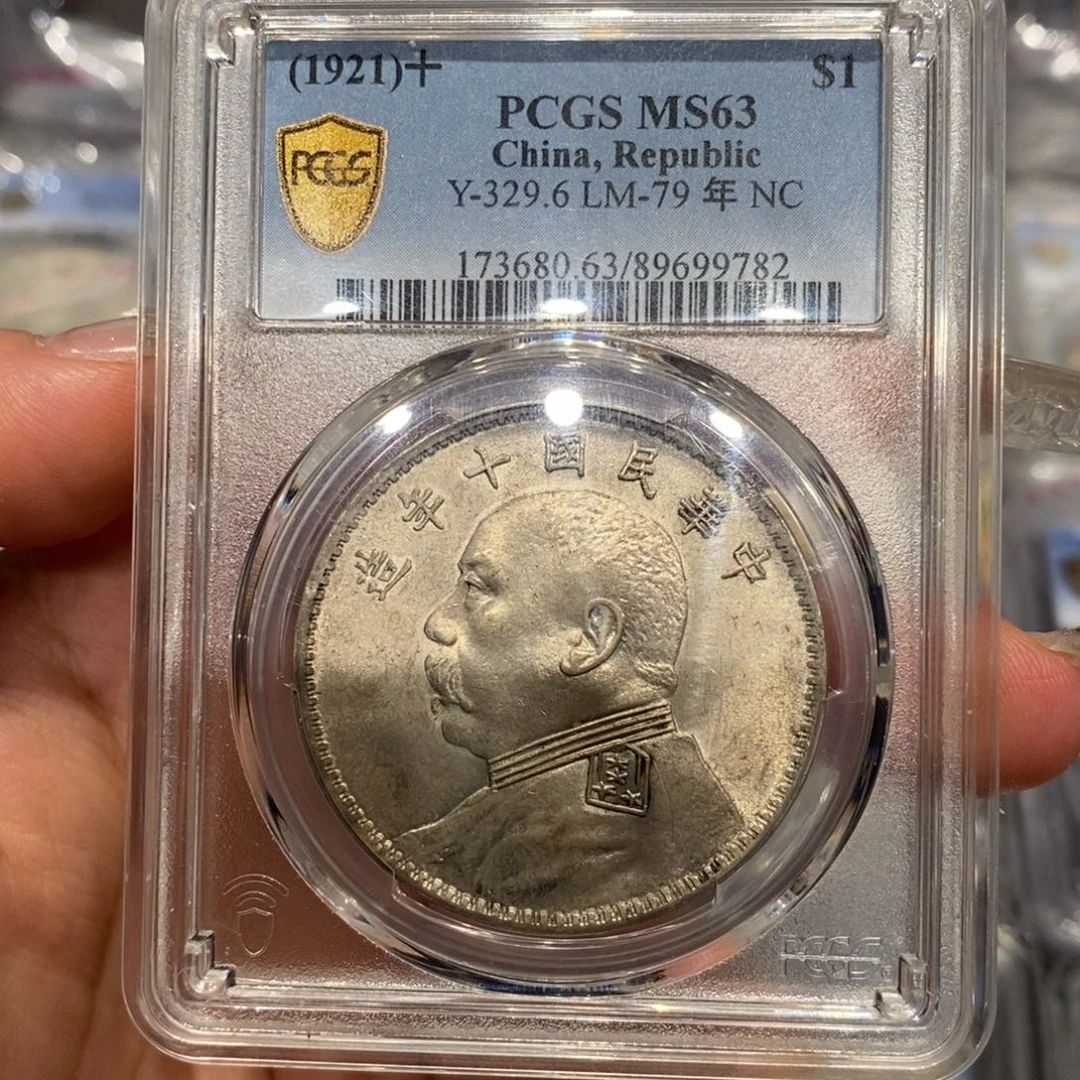 (1921)十 $1
PCGS MS63
PCGS
China, Republic
Y-329.6 LM-79 年 NC
173680.63/89699782
造年十國民華中
PCGS